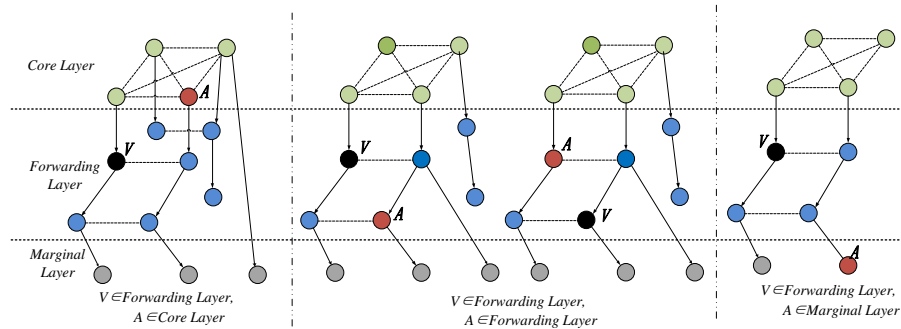 Core Layer
A
V
Forwarding
Layer
Marginal
Layer
V∈Forwarding Layer,
A∈Core Layer
V
A
A
V
V∈Forwarding Layer,
A∈Forwarding Layer
V
A
V∈Forwarding Layer,
A∈Marginal Layer